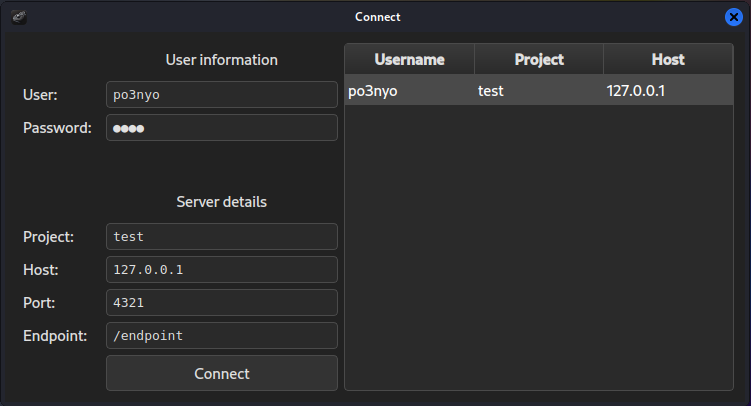 Connect
User information
User: po3nyo
Password: ●●●●
Server details
Project: test
Host: 127.0.0.1
Port: 4321
Endpoint: /endpoint
Connect
Username Project Host
po3nyo test 127.0.0.1